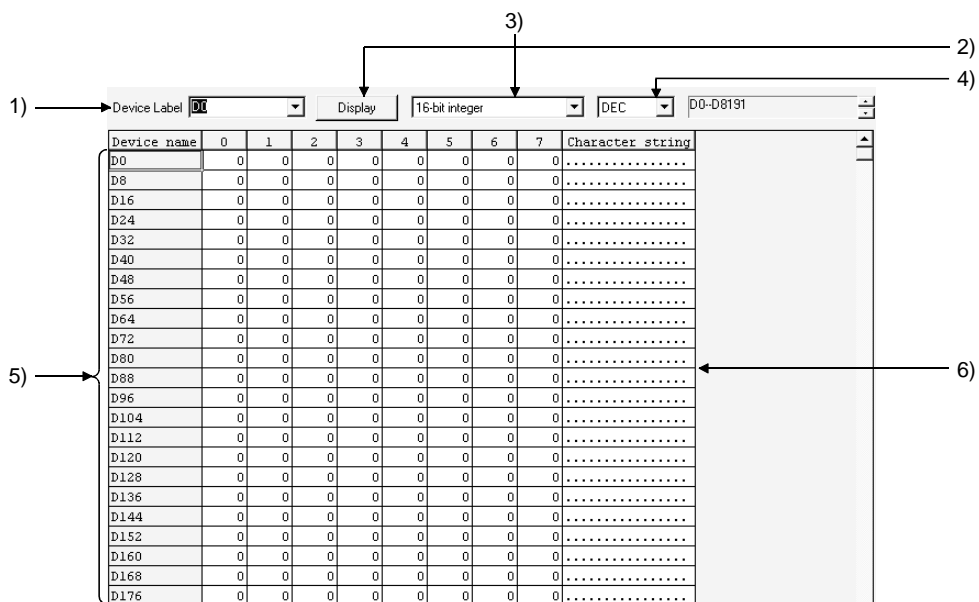 3)
2)
4)
1) Device Label D0 Display 16-bit integer DEC D0--D8191
Device name 0 1 2 3 4 5 6 7 Character string
D0 0 0 0 0 0 0 0 0 ................
D8 0 0 0 0 0 0 0 0 ................
D16 0 0 0 0 0 0 0 0 ................
D24 0 0 0 0 0 0 0 0 ................
D32 0 0 0 0 0 0 0 0 ................
D40 0 0 0 0 0 0 0 0 ................
D48 0 0 0 0 0 0 0 0 ................
D56 0 0 0 0 0 0 0 0 ................
D64 0 0 0 0 0 0 0 0 ................
D72 0 0 0 0 0 0 0 0 ................
D80 0 0 0 0 0 0 0 0 ................
5) D88 0 0 0 0 0 0 0 0 ................ 6)
D96 0 0 0 0 0 0 0 0 ................
D104 0 0 0 0 0 0 0 0 ................
D112 0 0 0 0 0 0 0 0 ................
D120 0 0 0 0 0 0 0 0 ................
D128 0 0 0 0 0 0 0 0 ................
D136 0 0 0 0 0 0 0 0 ................
D144 0 0 0 0 0 0 0 0 ................
D152 0 0 0 0 0 0 0 0 ................
D160 0 0 0 0 0 0 0 0 ................
D168 0 0 0 0 0 0 0 0 ................
D176 0 0 0 0 0 0 0 0 ................